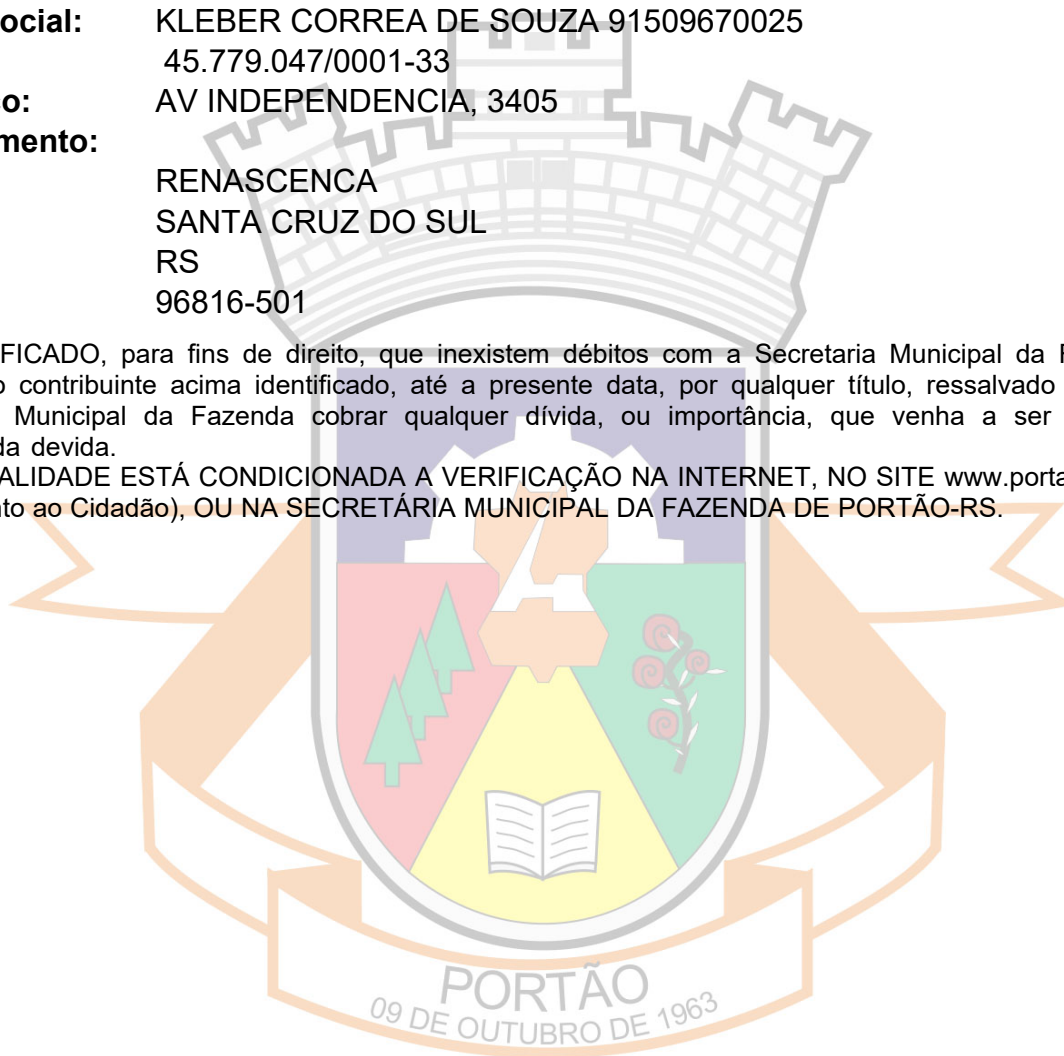 ocial: KLEBER CORREA DE SOUZA 91509670025
45.779.047/0001-33
o: AV INDEPENDENCIA, 3405
mento:
RENASCENCA
SANTA CRUZ DO SUL
RS
96816-501
FICADO, para fins de direito, que inexistem débitos com a Secretaria Municipal da F
o contribuinte acima identificado, até a presente data, por qualquer título, ressalvado
Municipal da Fazenda cobrar qualquer dívida, ou importância, que venha a ser
da devida.
ALIDADE ESTÁ CONDICIONADA A VERIFICAÇÃO NA INTERNET, NO SITE www.porta
to ao Cidadão), OU NA SECRETÁRIA MUNICIPAL DA FAZENDA DE PORTÃO-RS.
PORTÃO
09 DE OUTUBRO DE 1963